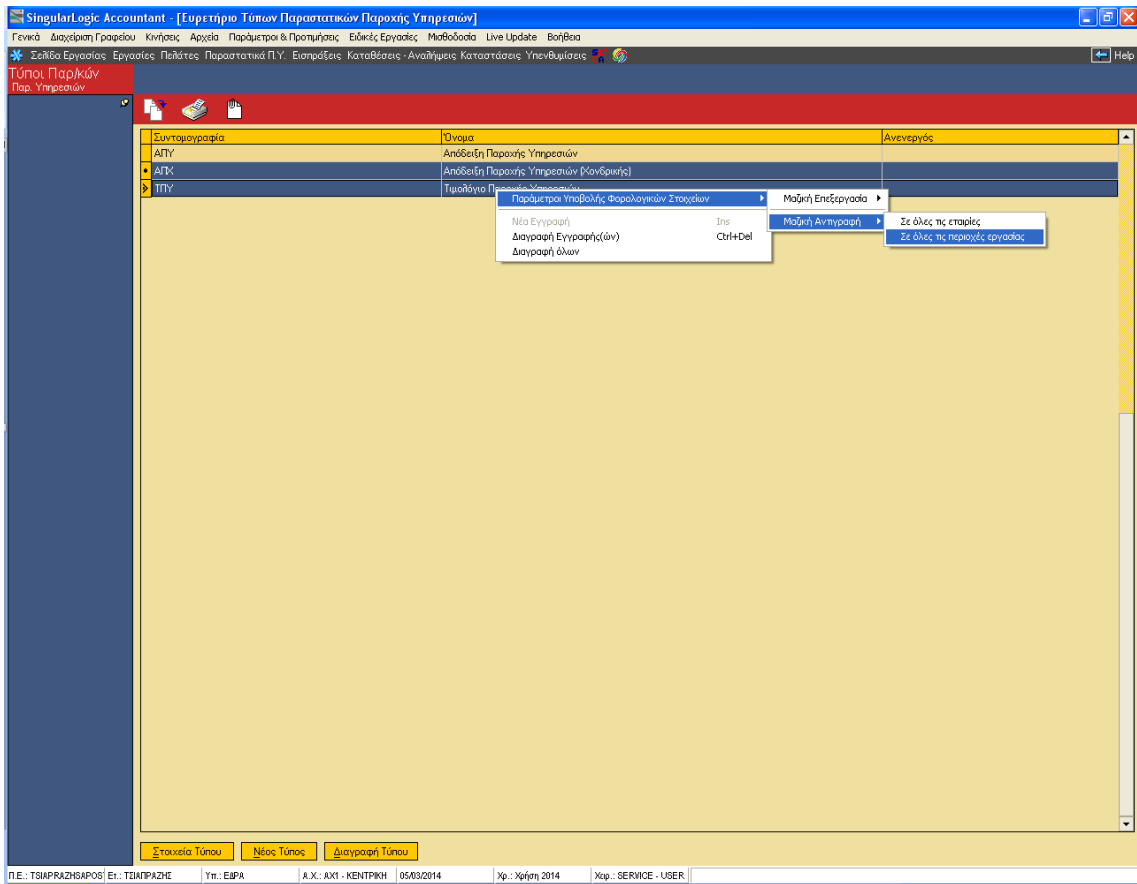 SingularLogic Accountant - [Ευρετήριο Τύπων Παραστατικών Παροχής Υπηρεσιών]
Γενικά Διαχείριση Γραφείου Κινήσεις Αρχεία Παράμετροι & Προτιμήσεις Ειδικές Εργασίες Μισθοδοσία Live Update Βοήθεια
Σελίδα Εργασίας Εργασίες Πελάτες Παραστατικά Π.Υ. Εισπράξεις Καταθέσεις - Αναλήψεις Καταστάσεις Υπενθυμίσεις Help
Τύποι Παρ/κών
Παρ. Υπηρεσιών
Συντομογραφία Όνομα Ανενεργός
ΑΠΥ Απόδειξη Παροχής Υπηρεσιών
ΑΠΧ Απόδειξη Παροχής Υπηρεσιών (Χονδρικής)
ΤΠΥ Τιμολόγιο Παροχής Υπηρεσιών
Παράμετροι Υποβολής Φορολογικών Στοιχείων Μαζική Επεξεργασία
Νέα Εγγραφή Ins Μαζική Αντιγραφή Σε όλες τις εταιρίες
Διαγραφή Εγγραφής(ών) Ctrl+Del Σε όλες τις περιοχές εργασίας
Διαγραφή όλων
Στοιχεία Τύπου Νέος Τύπος Διαγραφή Τύπου
Π.Ε.: TSIAPRAZHSAPOS Ετ.: ΤΣΙΑΠΡΑΖΗΣ Υπ.: ΕΔΡΑ Α.Χ.: ΑΧ1 - ΚΕΝΤΡΙΚΗ 05/03/2014 Χρ.: Χρήση 2014 Χειρ.: SERVICE - USER